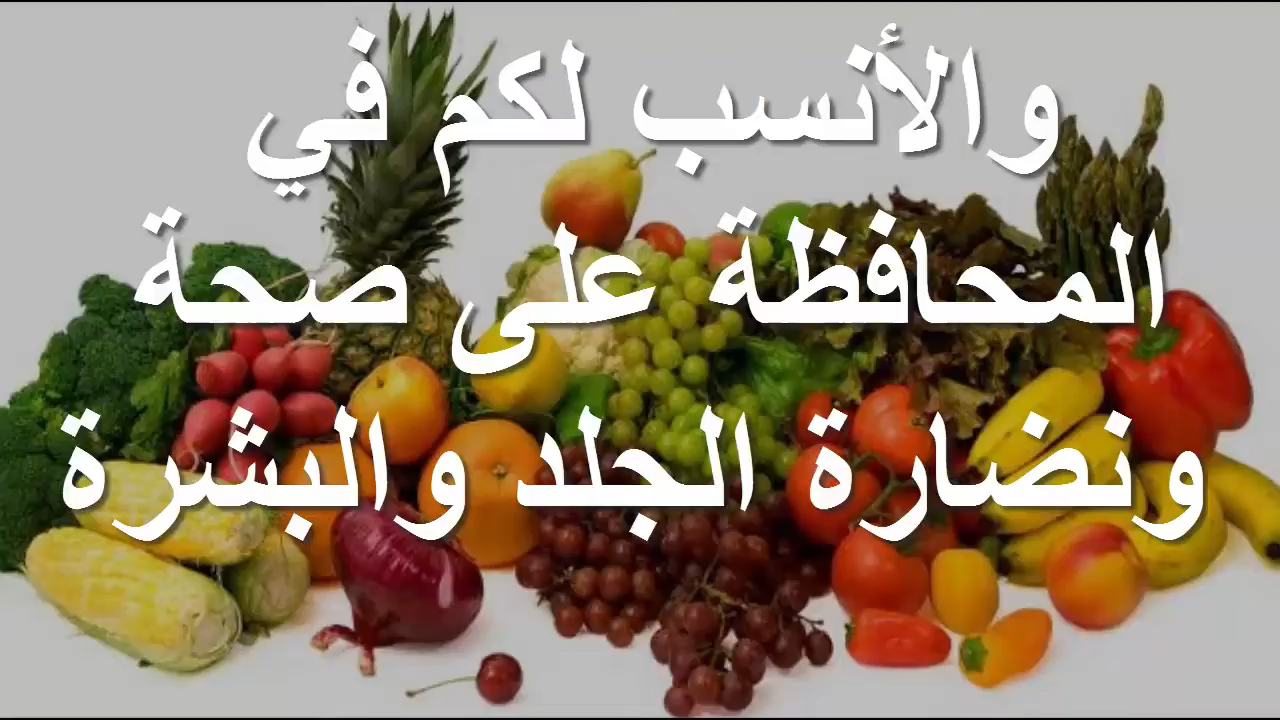 والأنسب لكم في
المحافظة على صحة
ونضارة الجلد والبشرة